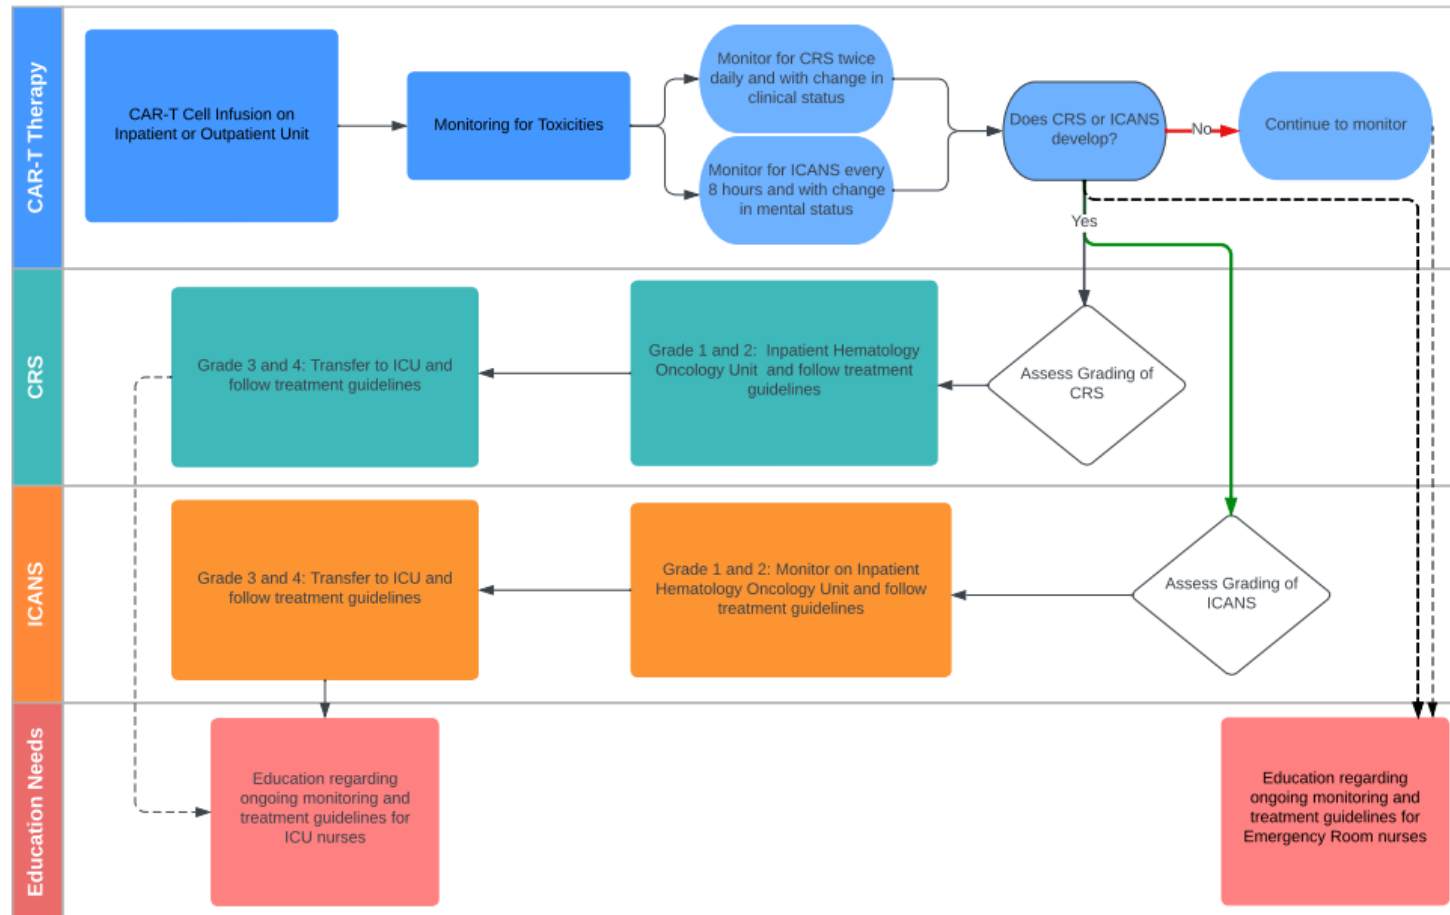 CAR-T Therapy
CAR-T Cell Infusion on
Inpatient or Outpatient Unit
Monitoring for Toxicities
Monitor for CRS twice
daily and with change in
clinical status
Monitor for ICANS every
8 hours and with change
in mental status
Does CRS or ICANS
develop?
No
Continue to monitor
Yes
CRS
Grade 3 and 4: Transfer to ICU and
follow treatment guidelines
Grade 1 and 2: Inpatient Hematology
Oncology Unit and follow treatment
guidelines
Assess Grading of
CRS
ICANS
Grade 3 and 4: Transfer to ICU and
follow treatment guidelines
Grade 1 and 2: Monitor on Inpatient
Hematology Oncology Unit and follow
treatment guidelines
Assess Grading of
ICANS
Education Needs
Education regarding
ongoing monitoring and
treatment guidelines for
ICU nurses
Education regarding
ongoing monitoring and
treatment guidelines for
Emergency Room nurses